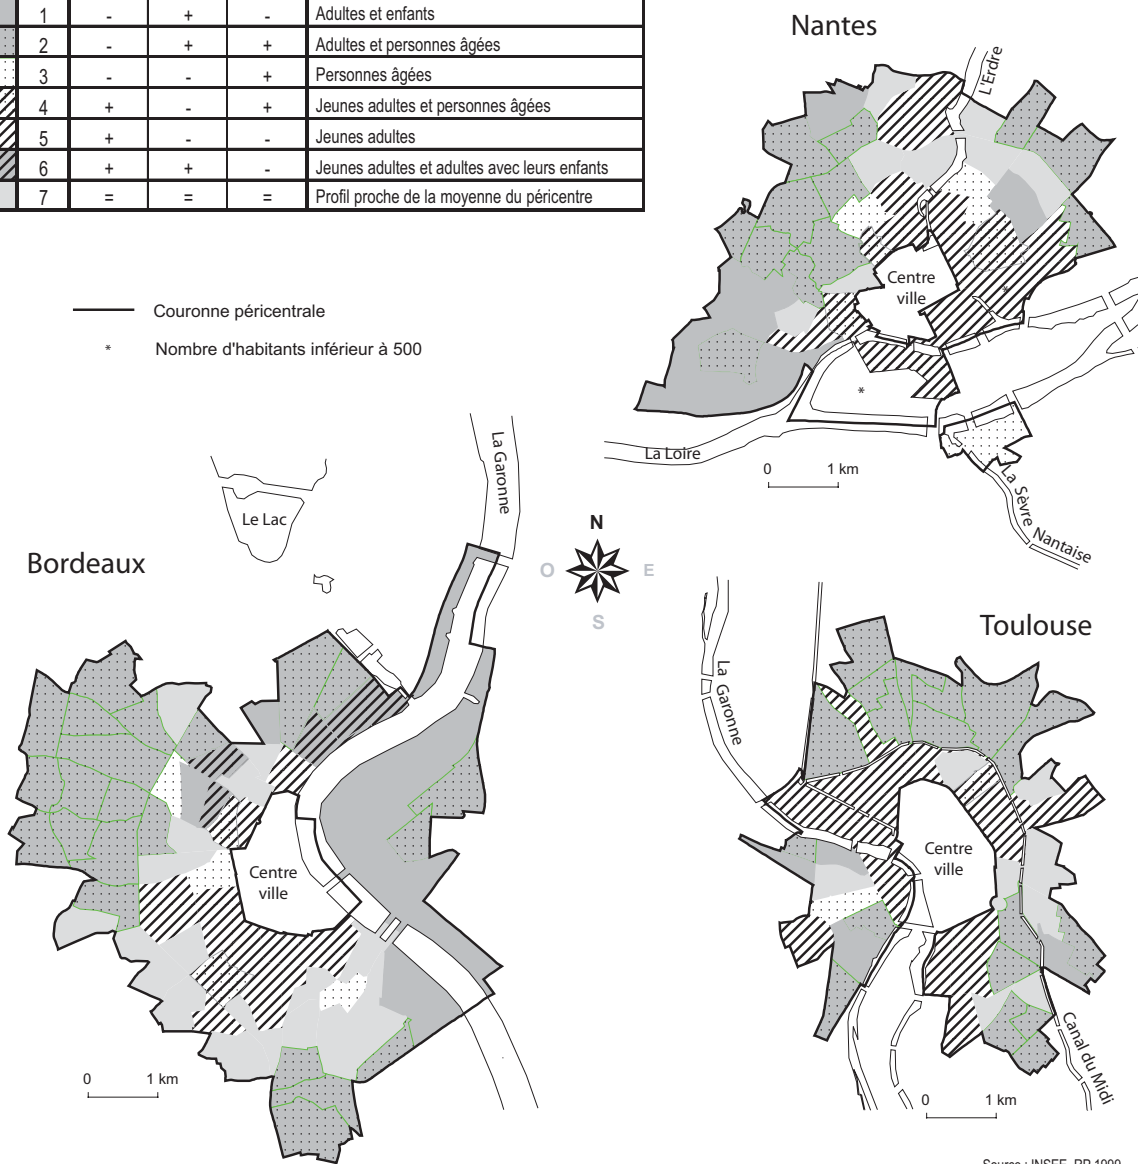 1 - + - Adultes et enfants
2 - + + Adultes et personnes âgées
3 - - + Personnes âgées
4 + - + Jeunes adultes et personnes âgées
5 + - - Jeunes adultes
6 + + - Jeunes adultes et adultes avec leurs enfants
7 = = = Profil proche de la moyenne du péricentre
Couronne péricentrale
* Nombre d'habitants inférieur à 500
Nantes
L'Erdre
Centre
ville
*
*
La Loire
0 1 km
La Sèvre
Nantaise
Bordeaux
Le Lac
La Garonne
N
O E
S
Centre
ville
0 1 km
Toulouse
La Garonne
Centre
ville
Canal du Midi
0 1 km
Source : INSEE, RP 1999